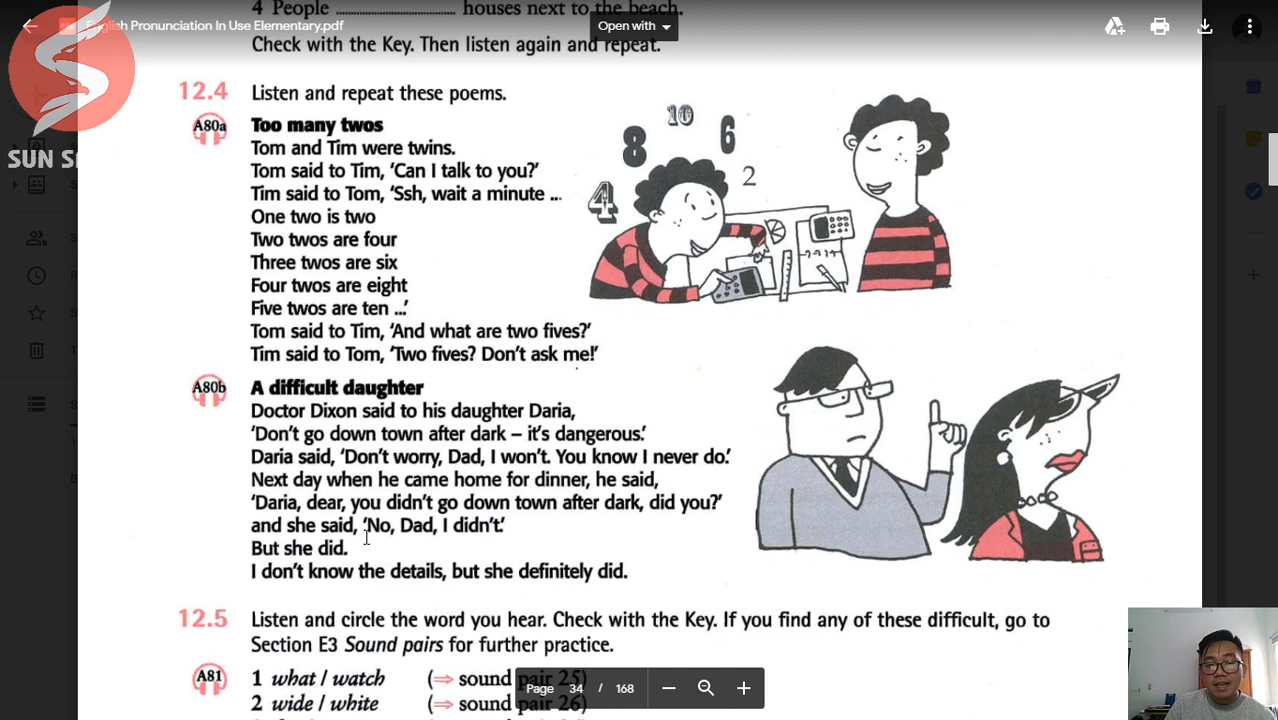 4 People ........................... houses next to the beach.
English Pronunciation In Use Elementary.pdf
Open with
Check with the Key. Then listen again and repeat.
SUN
12.4 Listen and repeat these poems.
A80a Too many twos
Tom and Tim were twins.
Tom said to Tim, ‘Can I talk to you?’
Tim said to Tom, ‘Ssh, wait a minute ...
One two is two
Two twos are four
Three twos are six
Four twos are eight
Five twos are ten ...’
Tom said to Tim, ‘And what are two fives?’
Tim said to Tom, ‘Two fives? Don’t ask me!’
4 8 10 6 2
A80b A difficult daughter
Doctor Dixon said to his daughter Daria,
‘Don’t go down town after dark – it’s dangerous.’
Daria said, ‘Don’t worry, Dad, I won’t. You know I never do.’
Next day when he came home for dinner, he said,
‘Daria, dear, you didn’t go down town after dark, did you?’
and she said, ‘No, Dad, I didn’t.’
But she did.
I don’t know the details, but she definitely did.
12.5 Listen and circle the word you hear. Check with the Key. If you find any of these difficult, go to
Section E3 Sound pairs for further practice.
A81 1 what / watch (⇒ sound pair 25)
2 wide / white (⇒ sound pair 26)
Page 34 / 168